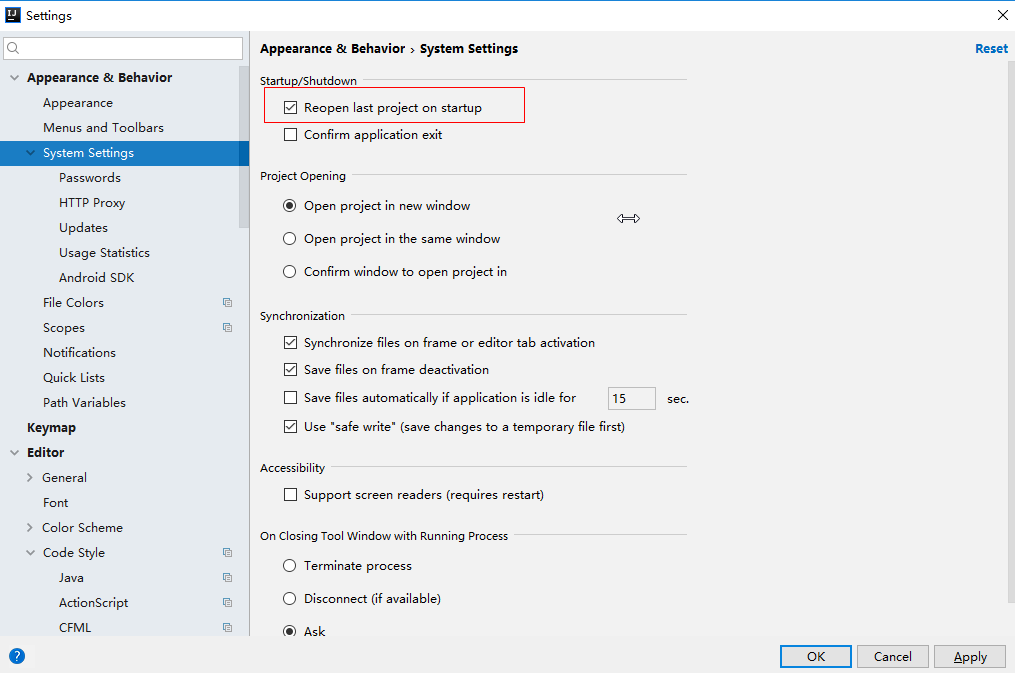 Settings
Appearance & Behavior
Appearance
Menus and Toolbars
System Settings
Passwords
HTTP Proxy
Updates
Usage Statistics
Android SDK
File Colors
Scopes
Notifications
Quick Lists
Path Variables
Keymap
Editor
General
Font
Color Scheme
Code Style
Java
ActionScript
CFML
Appearance & Behavior › System Settings
Reset
Startup/Shutdown
Reopen last project on startup
Confirm application exit
Project Opening
Open project in new window
Open project in the same window
Confirm window to open project in
Synchronization
Synchronize files on frame or editor tab activation
Save files on frame deactivation
Save files automatically if application is idle for 15 sec.
Use "safe write" (save changes to a temporary file first)
Accessibility
Support screen readers (requires restart)
On Closing Tool Window with Running Process
Terminate process
Disconnect (if available)
Ask
?
OK
Cancel
Apply